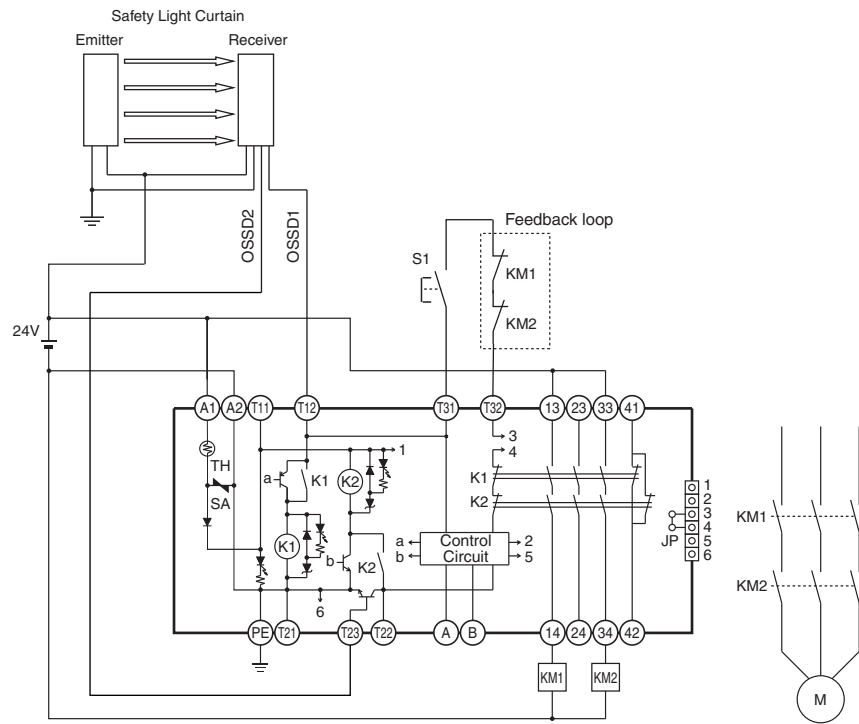 Safety Light Curtain
Emitter
Receiver
OSSD2
OSSD1
Feedback loop
S1
KM1
KM2
24V
A1
A2
T11
T12
T31
T32
13
23
33
41
TH
SA
a
K1
K2
1
3
4
K1
K2
K1
b
K2
6
a
b
Control
Circuit
2
5
JP
1
2
3
4
5
6
KM1
KM2
PE
T21
T23
T22
A
B
14
24
34
42
KM1
KM2
M